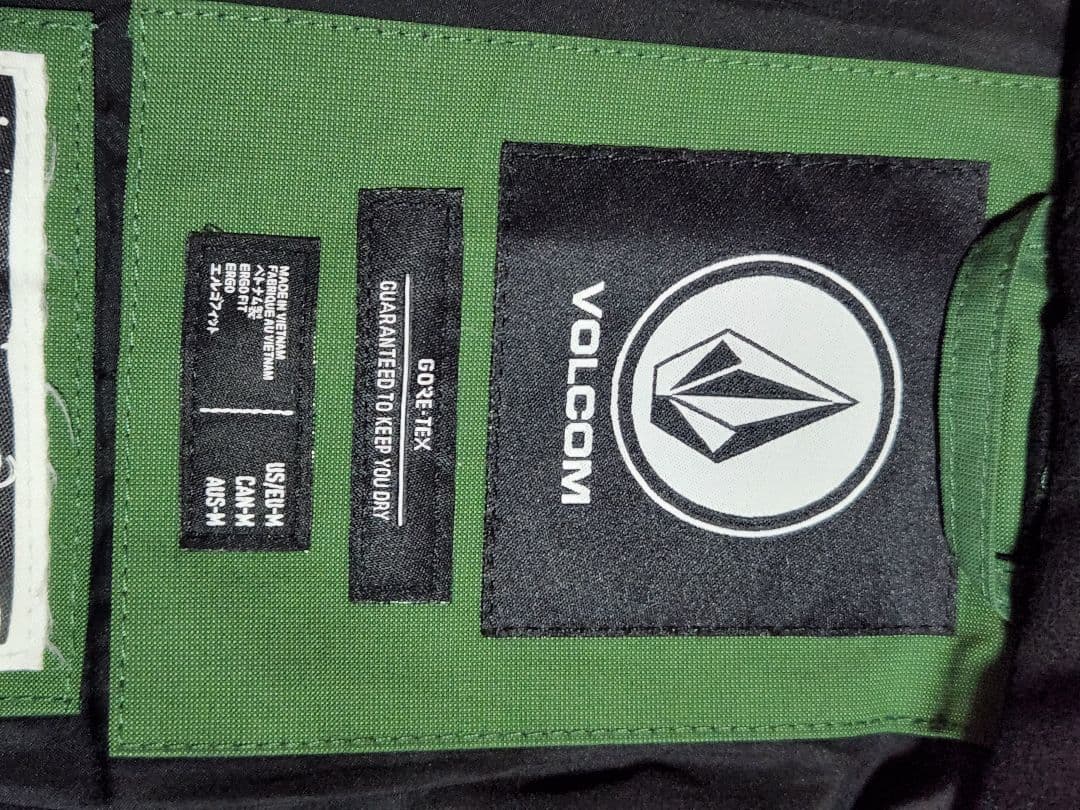 VOLCOM
GORE-TEX
GUARANTEED TO KEEP YOU DRY
MADE IN VIETNAM
FABRIQUE AU VIETNAM
ベトナム製
ERGO FIT
ERGO
エルゴフィット
US/EU-M
CAN-M
AUS-M